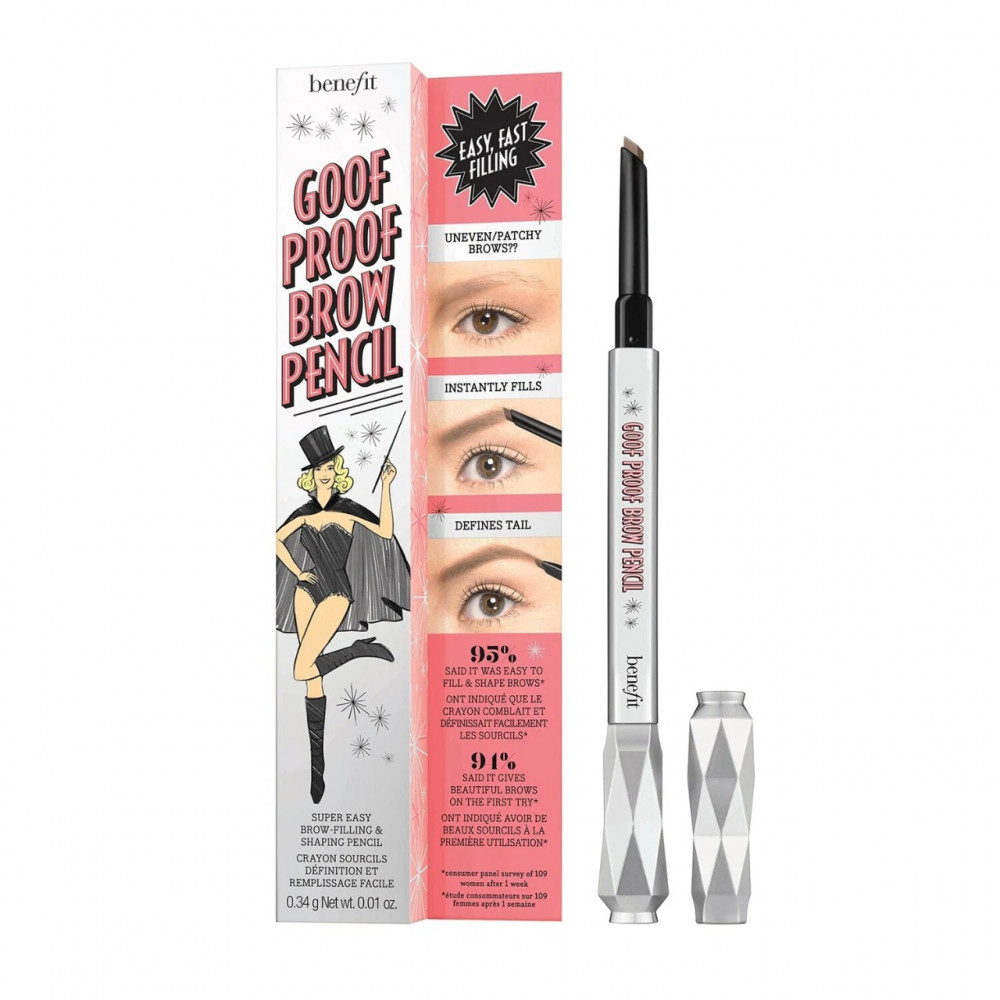 benefit
GOOF
PROOF
BROW
PENCIL
SUPER EASY
BROW-FILLING &
SHAPING PENCIL
CRAYON SOURCILS
DÉFINITION ET
REMPLISSAGE FACILE
0.34 g Net wt. 0.01 oz.
EASY, FAST
FILLING
UNEVEN/PATCHY
BROWS??
INSTANTLY FILLS
DEFINES TAIL
95%
SAID IT WAS EASY TO
FILL & SHAPE BROWS*
ONT INDIQUÉ QUE LE
CRAYON COMBLAIT ET
DÉFINISSAIT FACILEMENT
LES SOURCILS*
94%
SAID IT GIVES
BEAUTIFUL BROWS
ON THE FIRST TRY*
ONT INDIQUÉ AVOIR DE
BEAUX SOURCILS À LA
PREMIÈRE UTILISATION*
*consumer panel survey of 109
women after 1 week
*étude consommateurs sur 109
femmes après 1 semaine
GOOF PROOF BROW PENCIL
benefit